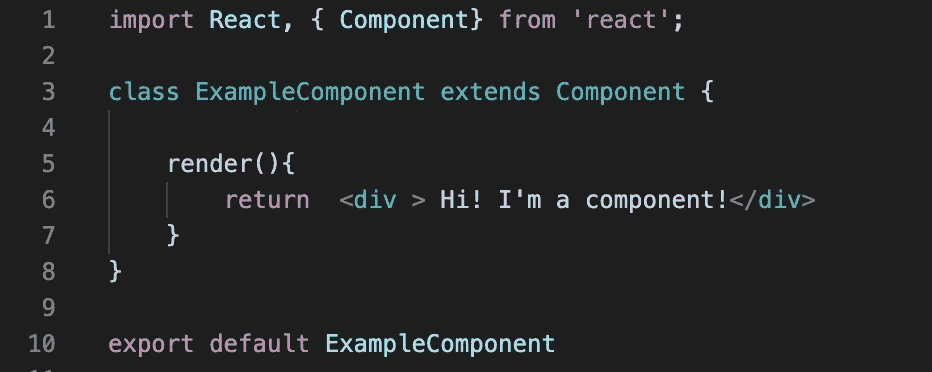 1 import React, { Component} from 'react';
2
3 class ExampleComponent extends Component {
4
5 render(){
6 return  <div > Hi! I'm a component!</div>
7 }
8 }
9
10 export default ExampleComponent